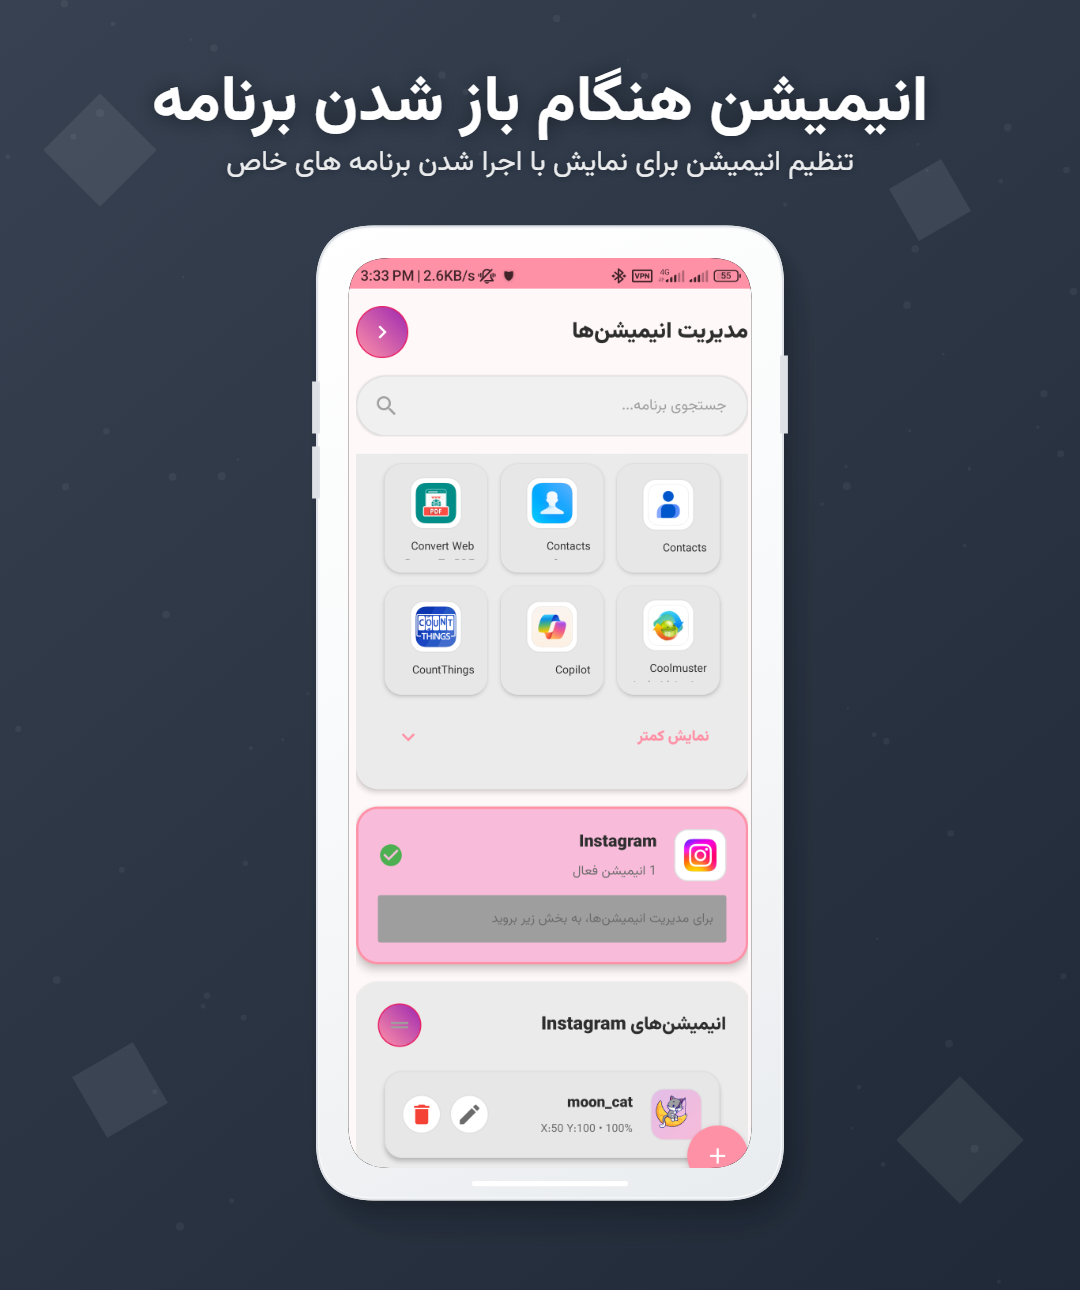 انیمیشن هنگام باز شدن برنامه
تنظیم انیمیشن برای نمایش با اجرا شدن برنامه های خاص
3:33 PM | 2.6KB/s VPN 4G 55
مدیریت انیمیشن‌ها
جستجوی برنامه...
PDF
Contacts
Contacts
Convert Web
COUNT
THINGS
Coolmuster
Copilot
CountThings
نمایش کمتر
Instagram
1 انیمیشن فعال
برای مدیریت انیمیشن‌ها، به بخش زیر بروید
انیمیشن‌های Instagram
moon_cat
X:50 Y:100 • 100%